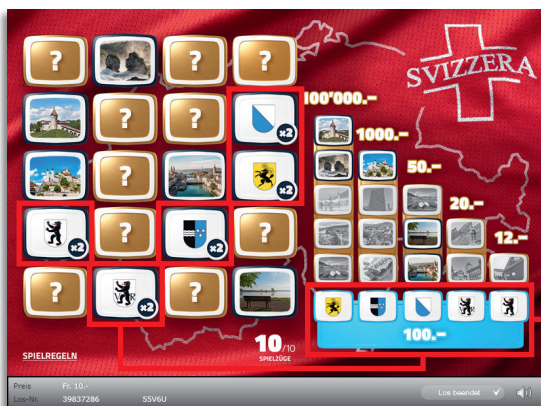 ? ? ? ?
SVIZZERA
100'000.–
? ?
x2
1000.–
?
x2
50.–
20.–
x2
?
x2
?
12.–
?
x2
?
100.–
10/10
SPIELZÜGE
SPIELREGELN
Preis Fr. 10.-
Los beendet
Los-Nr. 39837286 55V6U